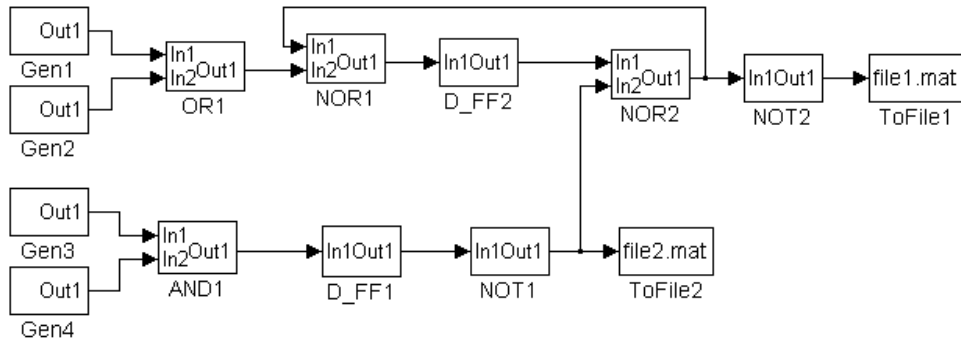 Out1
Gen1
Out1
Gen2
In1
In2
Out1
OR1
In1
In2
Out1
NOR1
In1Out1
D_FF2
In1
In2
Out1
NOR2
In1Out1
NOT2
file1.mat
ToFile1
Out1
Gen3
Out1
Gen4
In1
In2
Out1
AND1
In1Out1
D_FF1
In1Out1
NOT1
file2.mat
ToFile2